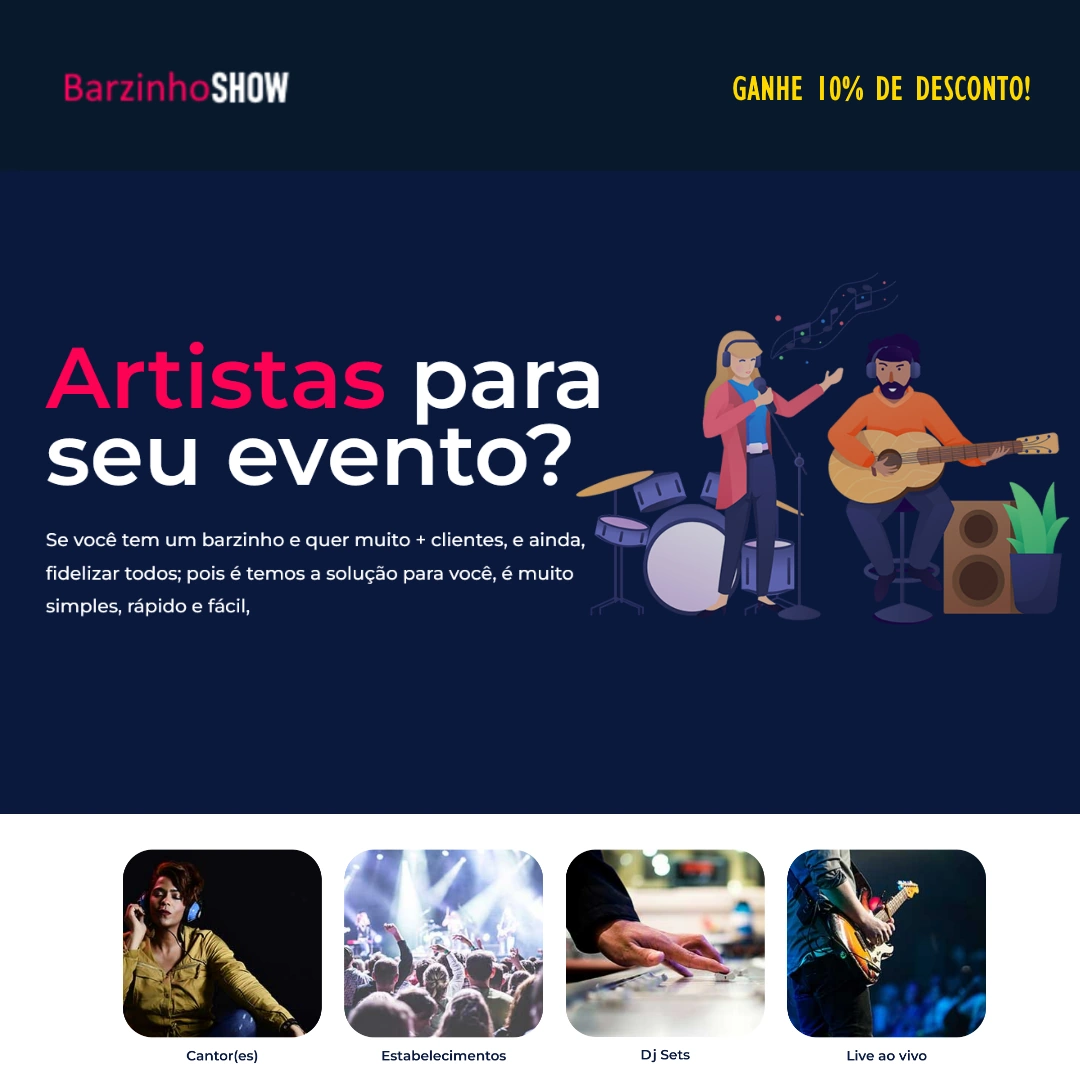 BarzinhoSHOW
GANHE 10% DE DESCONTO!
Artistas para
seu evento?
Se você tem um barzinho e quer muito + clientes, e ainda,
fidelizar todos; pois é temos a solução para você, é muito
simples, rápido e fácil,
Cantor(es)
Estabelecimentos
Dj Sets
Live ao vivo